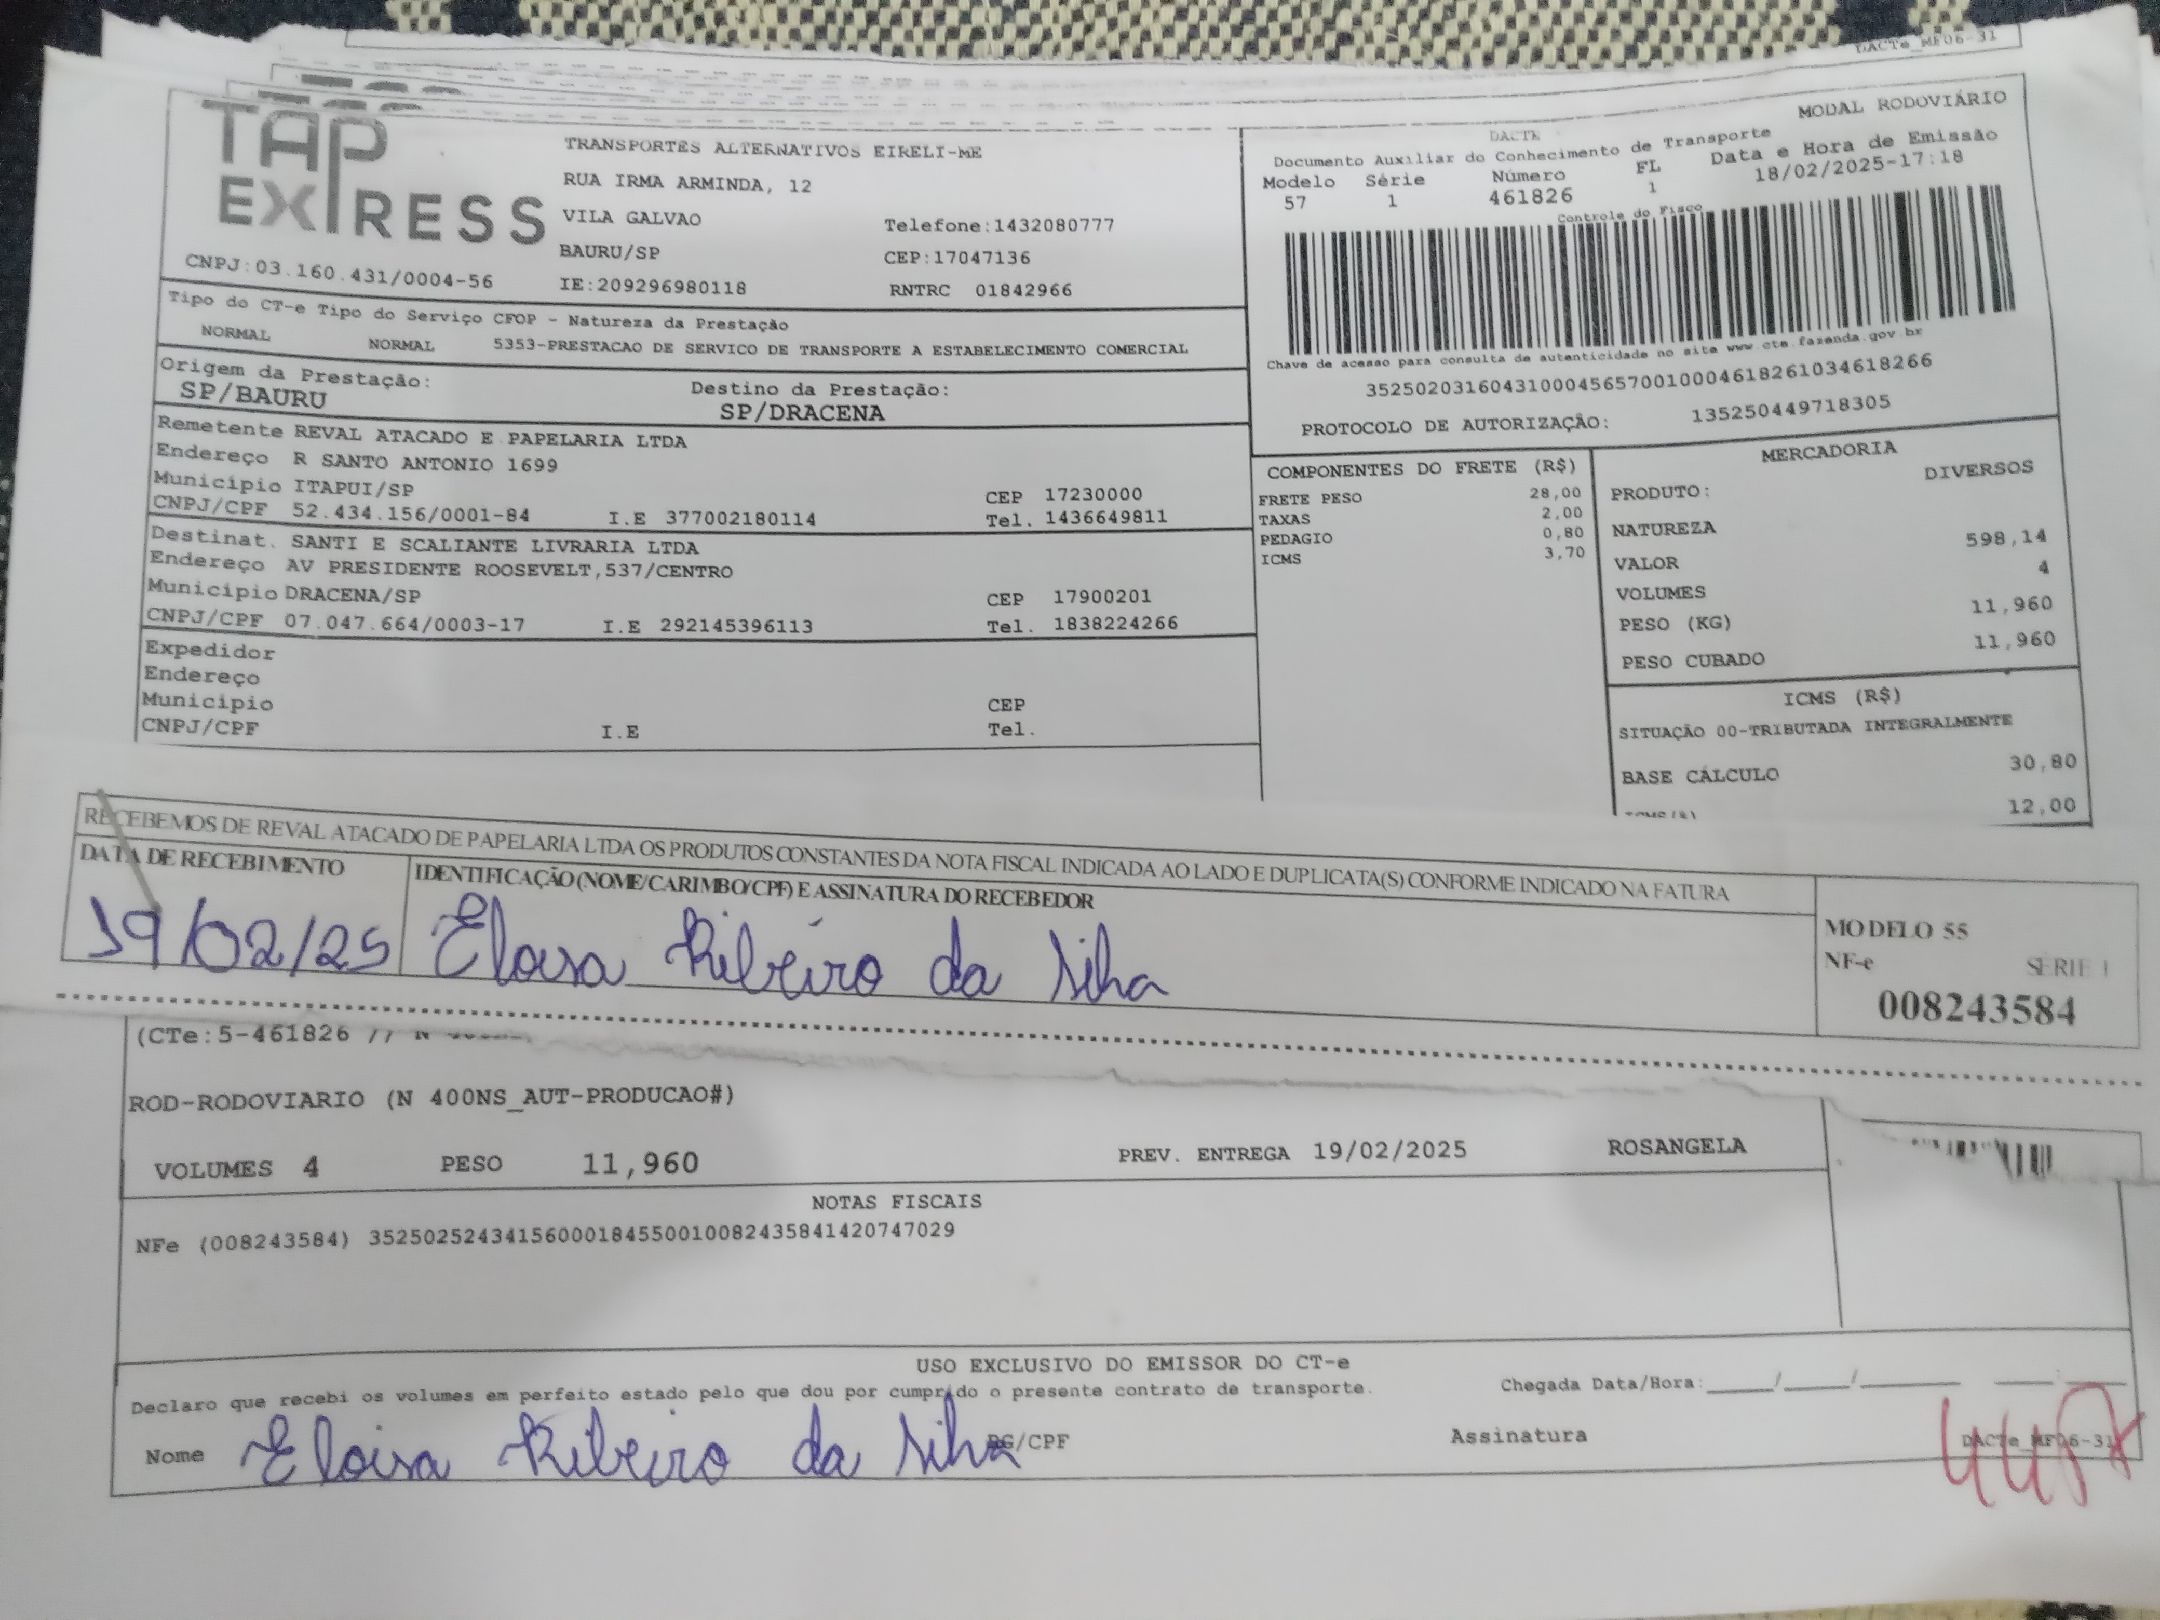 DACTe_MF06-31
TAP EXPRESS
CNPJ:03.160.431/0004-56
TRANSPORTES ALTERNATIVOS EIRELI-ME
RUA IRMA ARMINDA, 12
VILA GALVAO Telefone:1432080777
BAURU/SP CEP:17047136
IE:209296980118 RNTRC 01842966
MODAL RODOVIÁRIO
DACTE
Documento Auxiliar do Conhecimento de Transporte
Modelo Série Número FL Data e Hora de Emissão
57 1 461826 1 18/02/2025-17:18
Controle do Fisco
Chave de acesso para consulta de autenticidade no site www.cte.fazenda.gov.br
35250203160431000456570010004618261034618266
PROTOCOLO DE AUTORIZAÇÃO: 135250449718305
Tipo do CT-e Tipo do Serviço CFOP - Natureza da Prestação
NORMAL NORMAL 5353-PRESTACAO DE SERVICO DE TRANSPORTE A ESTABELECIMENTO COMERCIAL
Origem da Prestação: Destino da Prestação:
SP/BAURU SP/DRACENA
Remetente REVAL ATACADO E PAPELARIA LTDA
Endereço R SANTO ANTONIO 1699
Município ITAPUI/SP CEP 17230000
CNPJ/CPF 52.434.156/0001-84 I.E 377002180114 Tel. 1436649811
Destinat. SANTI E SCALIANTE LIVRARIA LTDA
Endereço AV PRESIDENTE ROOSEVELT,537/CENTRO
Município DRACENA/SP CEP 17900201
CNPJ/CPF 07.047.664/0003-17 I.E 292145396113 Tel. 1838224266
Expedidor
Endereço
Município CEP
CNPJ/CPF I.E Tel.
COMPONENTES DO FRETE (R$)
FRETE PESO 28,00
TAXAS 2,00
PEDAGIO 0,80
ICMS 3,70
MERCADORIA
PRODUTO: DIVERSOS
NATUREZA
VALOR 598,14
VOLUMES 4
PESO (KG) 11,960
PESO CUBADO 11,960
ICMS (R$)
SITUAÇÃO 00-TRIBUTADA INTEGRALMENTE
BASE CÁLCULO 30,80
12,00
RECEBEMOS DE REVAL ATACADO DE PAPELARIA LTDA OS PRODUTOS CONSTANTES DA NOTA FISCAL INDICADA AO LADO E DUPLICATA(S) CONFORME INDICADO NA FATURA
DATA DE RECEBIMENTO IDENTIFICAÇÃO (NOME/CARIMBO/CPF) E ASSINATURA DO RECEBEDOR
19/02/25 Eloisa Ribeiro da Silva
MODELO 55
NF-e SÉRIE 1
008243584
(CTe:5-461826 //
ROD-RODOVIARIO (N 400NS_AUT-PRODUCAO#)
VOLUMES 4 PESO 11,960 PREV. ENTREGA 19/02/2025 ROSANGELA
NOTAS FISCAIS
NFe (008243584) 35250252434156000184550010082435841420747029
USO EXCLUSIVO DO EMISSOR DO CT-e
Declaro que recebi os volumes em perfeito estado pelo que dou por cumprido o presente contrato de transporte. Chegada Data/Hora:____/____/____ ____:____
Nome Eloisa Ribeiro da Silva RG/CPF Assinatura
DACTe_MF06-31